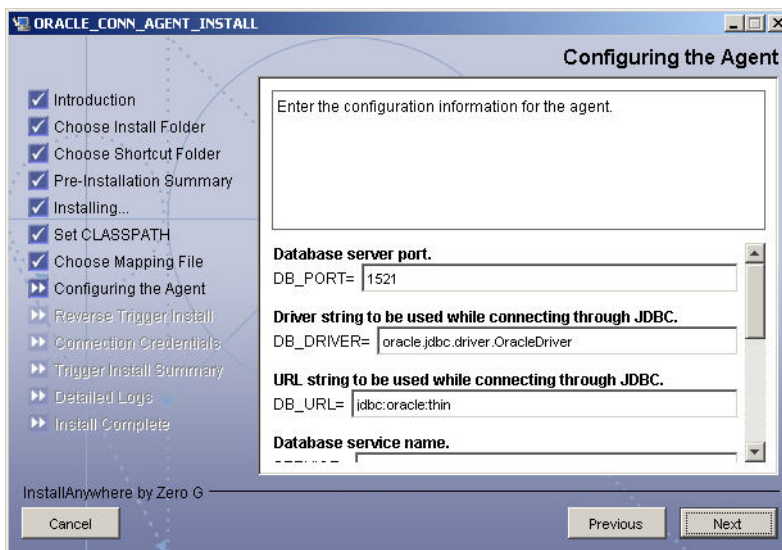 ORACLE_CONN_AGENT_INSTALL
Configuring the Agent
Introduction
Choose Install Folder
Choose Shortcut Folder
Pre-Installation Summary
Installing...
Set CLASSPATH
Choose Mapping File
Configuring the Agent
Reverse Trigger Install
Connection Credentials
Trigger Install Summary
Detailed Logs
Install Complete
Enter the configuration information for the agent.
Database server port.
DB_PORT= 1521
Driver string to be used while connecting through JDBC.
DB_DRIVER= oracle.jdbc.driver.OracleDriver
URL string to be used while connecting through JDBC.
DB_URL= jdbc:oracle:thin
Database service name.
InstallAnywhere by Zero G
Cancel
Previous
Next